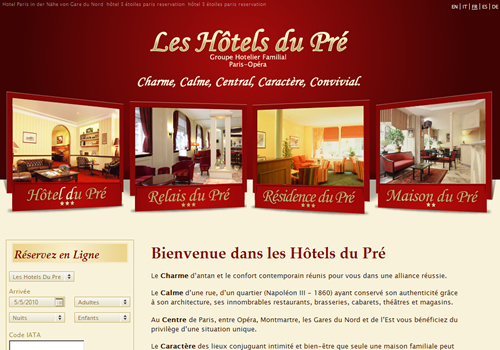 Hotel Paris in der Nähe von Gare du Nord hôtel 3 étoiles paris reservation hôtel 3 étoiles paris reservation
EN | IT | FR | ES | DE
Les Hôtels du Pré
Groupe Hotelier Familial
Paris-Opéra
Charme, Calme, Central, Caractère, Convivial.
Hôtel du Pré
★★★
Relais du Pré
★★★
Résidence du Pré
★★★
Maison du Pré
★★
Réservez en Ligne
Les Hotels Du Pre
Arrivée
5/5/2010
Adultes
Nuits
Enfants
Code IATA
Bienvenue dans les Hôtels du Pré
Le Charme d'antan et le confort contemporain réunis pour vous dans une alliance réussie.
Le Calme d'une rue, d'un quartier (Napoléon III - 1860) ayant conservé son authenticité grâce
à son architecture, ses innombrables restaurants, brasseries, cabarets, théâtres et magasins.
Au Centre de Paris, entre Opéra, Montmartre, les Gares du Nord et de l'Est vous bénéficiez du
privilège d'une situation unique.
Le Caractère des lieux conjuguant intimité et bien-être que seule une maison familiale peut